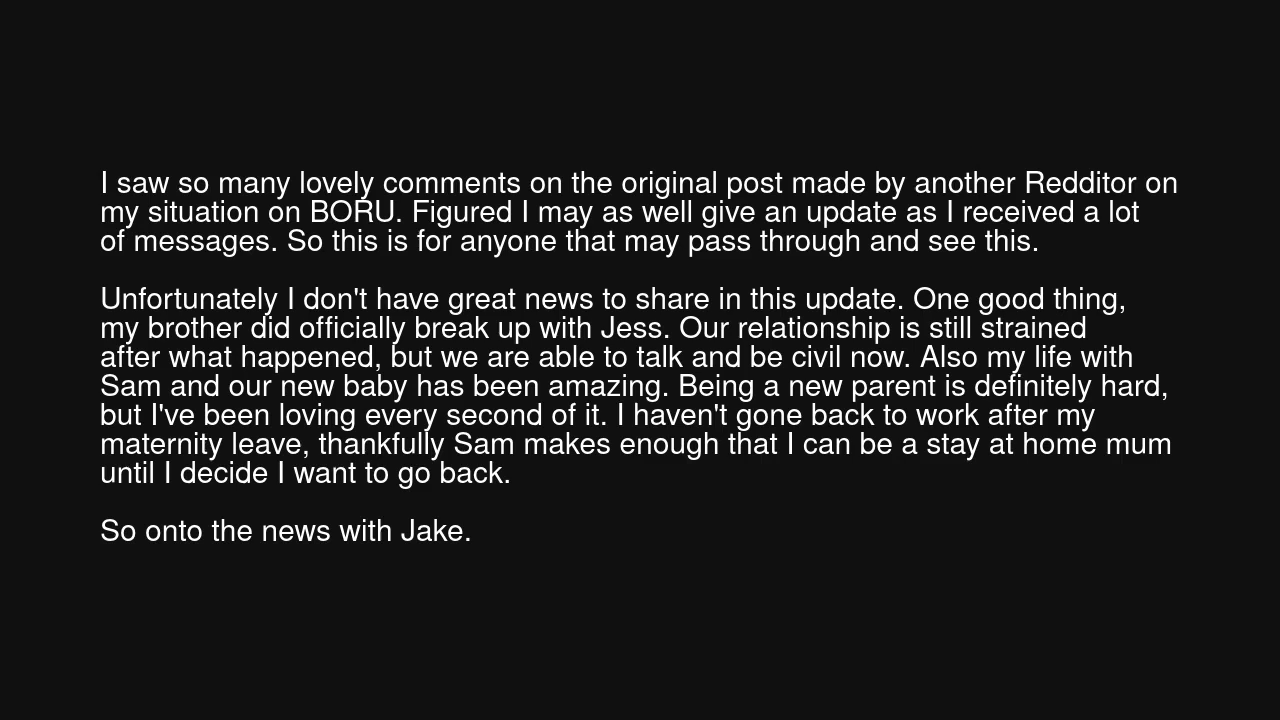 I saw so many lovely comments on the original post made by another Redditor on
my situation on BORU. Figured I may as well give an update as I received a lot
of messages. So this is for anyone that may pass through and see this.
Unfortunately I don't have great news to share in this update. One good thing,
my brother did officially break up with Jess. Our relationship is still strained
after what happened, but we are able to talk and be civil now. Also my life with
Sam and our new baby has been amazing. Being a new parent is definitely hard,
but I've been loving every second of it. I haven't gone back to work after my
maternity leave, thankfully Sam makes enough that I can be a stay at home mum
until I decide I want to go back.
So onto the news with Jake.